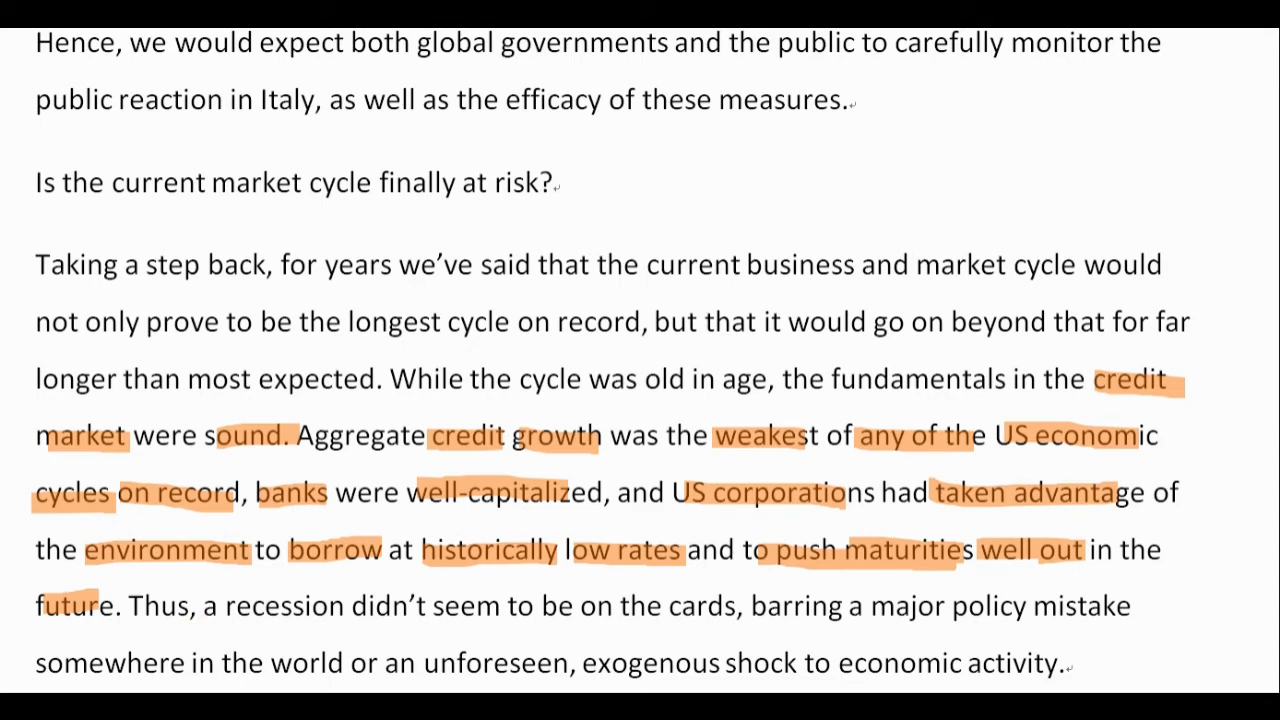 Hence, we would expect both global governments and the public to carefully monitor the
public reaction in Italy, as well as the efficacy of these measures.
Is the current market cycle finally at risk?
Taking a step back, for years we’ve said that the current business and market cycle would
not only prove to be the longest cycle on record, but that it would go on beyond that for far
longer than most expected. While the cycle was old in age, the fundamentals in the credit
market were sound. Aggregate credit growth was the weakest of any of the US economic
cycles on record, banks were well-capitalized, and US corporations had taken advantage of
the environment to borrow at historically low rates and to push maturities well out in the
future. Thus, a recession didn’t seem to be on the cards, barring a major policy mistake
somewhere in the world or an unforeseen, exogenous shock to economic activity.